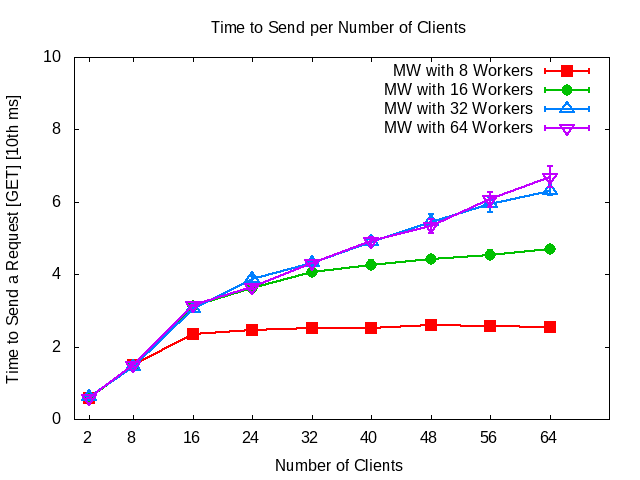 Time to Send per Number of Clients
MW with 8 Workers
MW with 16 Workers
MW with 32 Workers
MW with 64 Workers
Time to Send a Request [GET] [10th ms]
10
8
6
4
2
0
2 8 16 24 32 40 48 56 64
Number of Clients